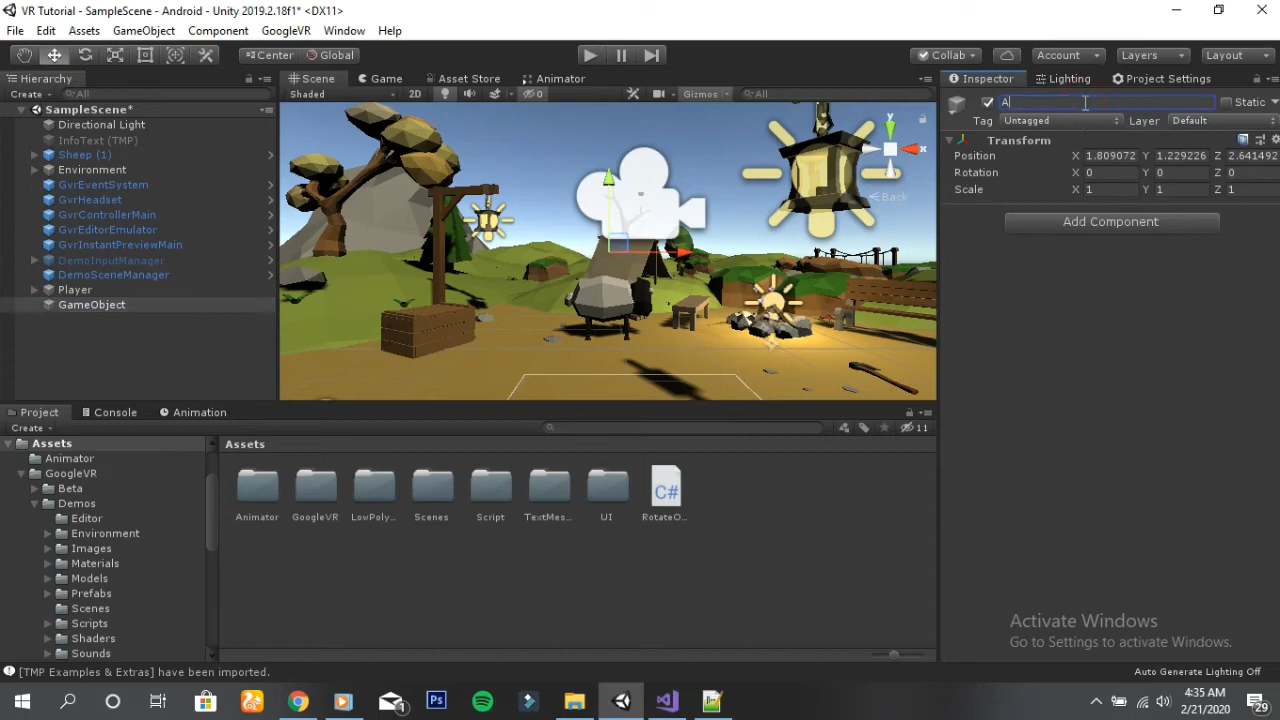 VR Tutorial - SampleScene - Android - Unity 2019.2.18f1* <DX11>
File Edit Assets GameObject Component GoogleVR Window Help
Center Global Collab Account Layers Layout
Hierarchy Scene Game Asset Store Animator Inspector Lighting Project Settings
Create All Shaded 2D 0 Gizmos All A Static
SampleScene*
Tag Untagged Layer Default
Directional Light
InfoText (TMP)
Transform
Sheep (1)
Position X 1.809072 Y 1.229226 Z 2.641492
Environment
Rotation X 0 Y 0 Z 0
GvrEventSystem
Scale X 1 Y 1 Z 1
GvrHeadset
GvrControllerMain
Add Component
GvrEditorEmulator
GvrInstantPreviewMain
DemoInputManager
DemoSceneManager
Player
GameObject
y
x
Back
Project Console Animation
Create 11
Assets
Animator
GoogleVR
Beta
Demos
Editor
Environment
Images
Materials
Models
Prefabs
Scenes
Scripts
Shaders
Sounds
Assets
C#
Animator GoogleVR LowPoly... Scenes Script TextMes... UI RotateO...
Activate Windows
Go to Settings to activate Windows.
[TMP Examples & Extras] have been imported.
Auto Generate Lighting Off
1 Ps
4:35 AM
2/21/2020
29